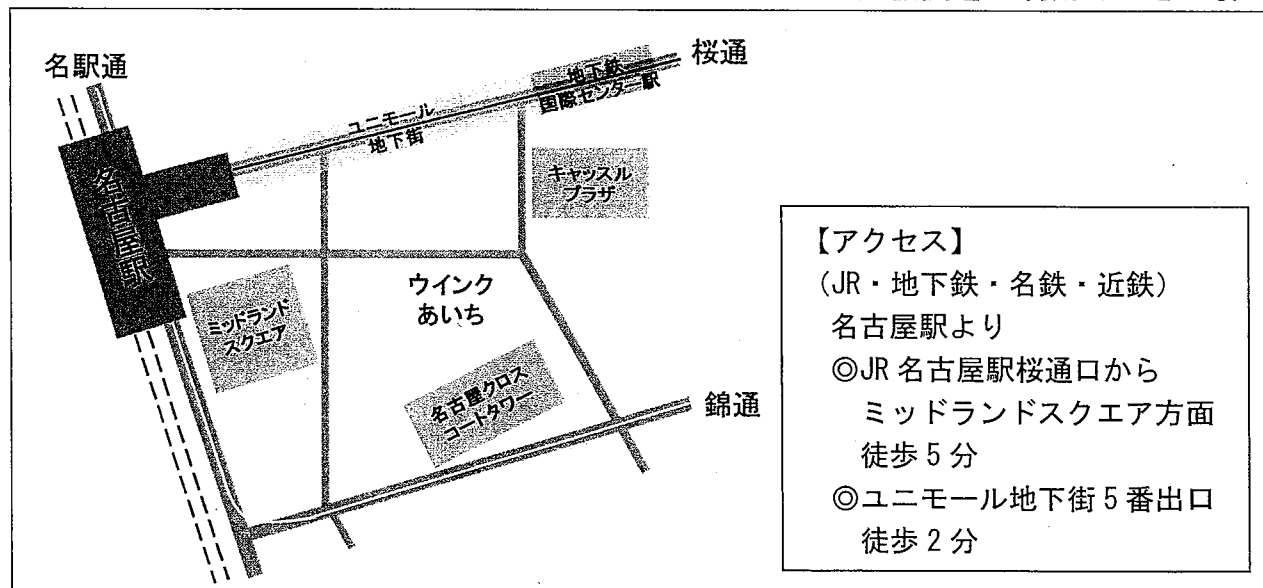 名駅通
桜通
地下鉄
国際センター駅
ユニモール
地下街
名古屋駅
キャッスル
プラザ
ウインク
あいち
ミッドランド
スクエア
名古屋クロス
コートタワー
錦通
【アクセス】
(JR・地下鉄・名鉄・近鉄)
名古屋駅より
◎JR名古屋駅桜通口から
ミッドランドスクエア方面
徒歩5分
◎ユニモール地下街5番出口
徒歩2分